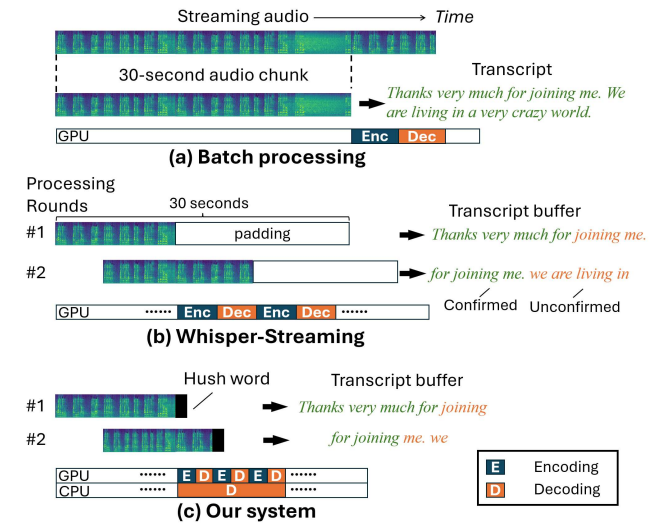 Streaming audio
Time
30-second audio chunk
Transcript
Thanks very much for joining me. We
are living in a very crazy world.
GPU
Enc
Dec
(a) Batch processing
Processing
Rounds
30 seconds
Transcript buffer
#1
padding
Thanks very much for joining me.
#2
for joining me. we are living in
Confirmed
Unconfirmed
GPU ······ Enc Dec Enc Dec ······
(b) Whisper-Streaming
Hush word
Transcript buffer
#1
Thanks very much for joining
#2
for joining me. we
GPU ······ E D E D E D ······
CPU ······ D ······
E Encoding
D Decoding
(c) Our system